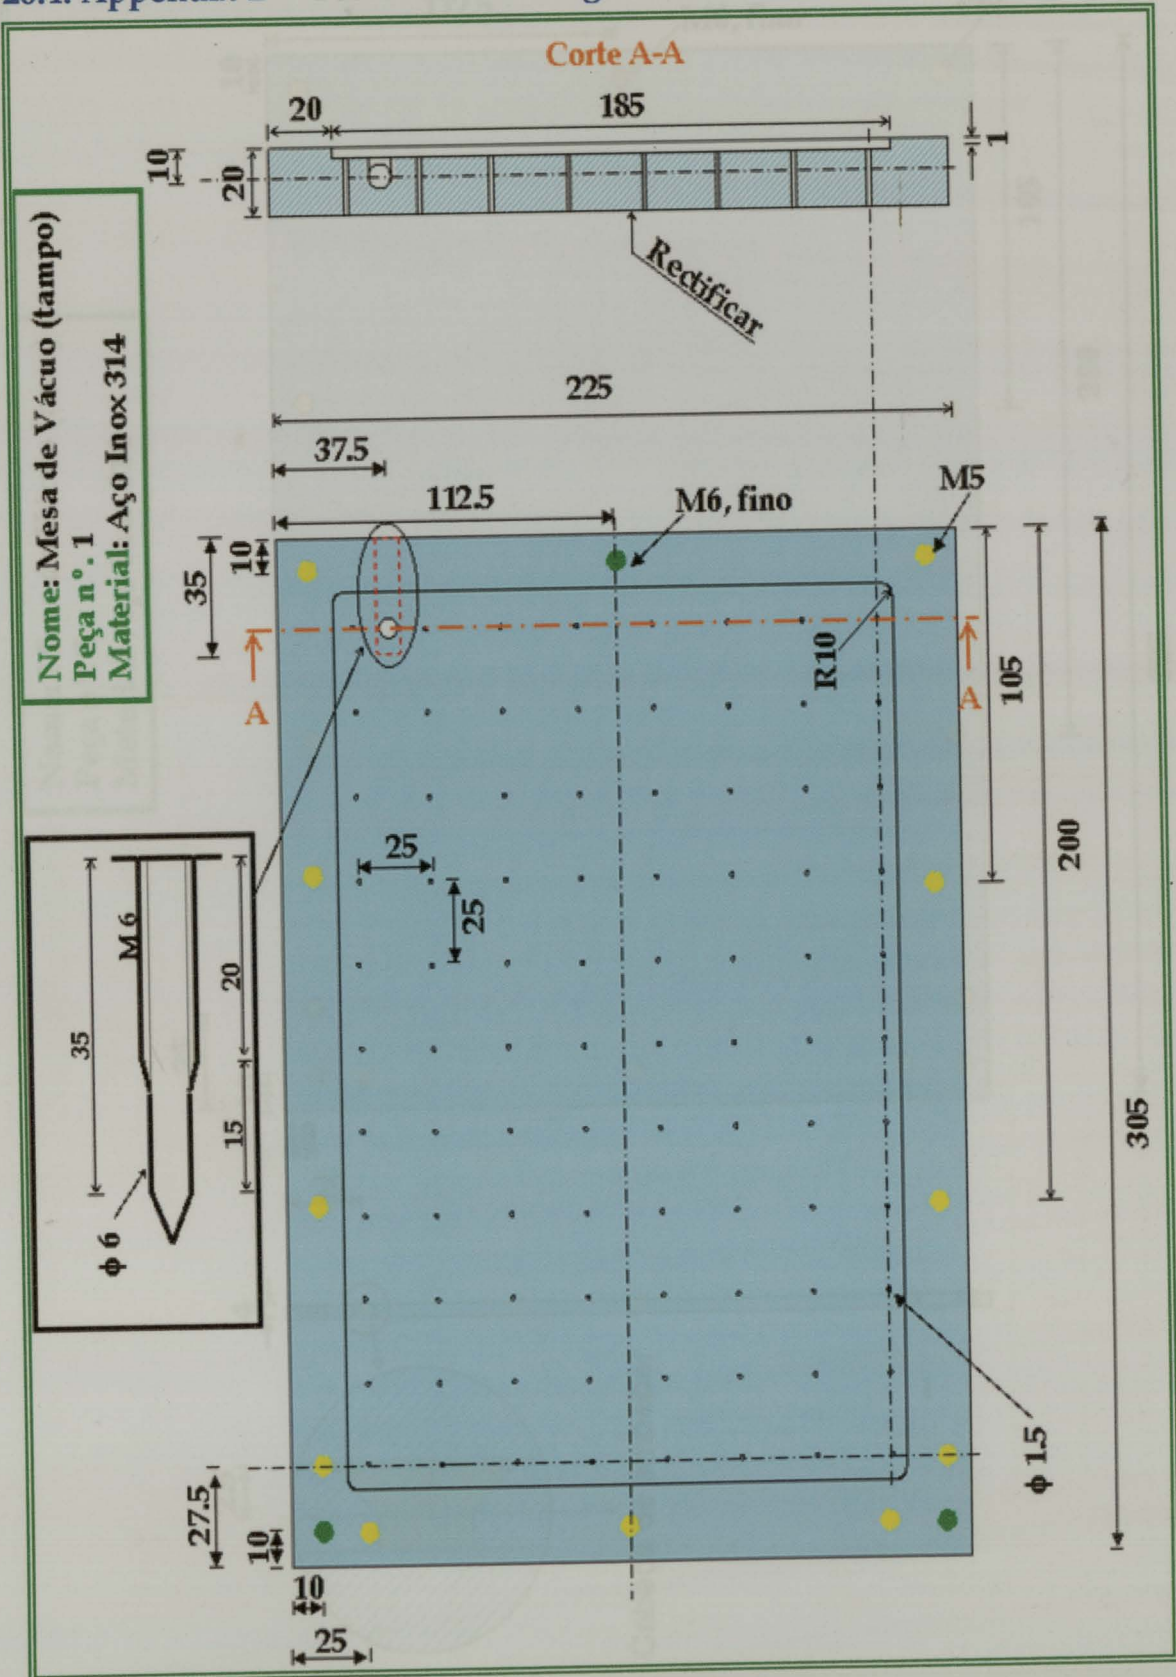 Corte A-A
20
185
1
10
20
Rectificar
Nome: Mesa de Vácuo (tampo)
Peça nº. 1
Material: Aço Inox 314
225
37.5
112.5
M6, fino
M5
10
35
R10
A
A
105
25
25
200
305
M 6
35
20
15
ϕ 6
ϕ 1.5
27.5
10
10
25